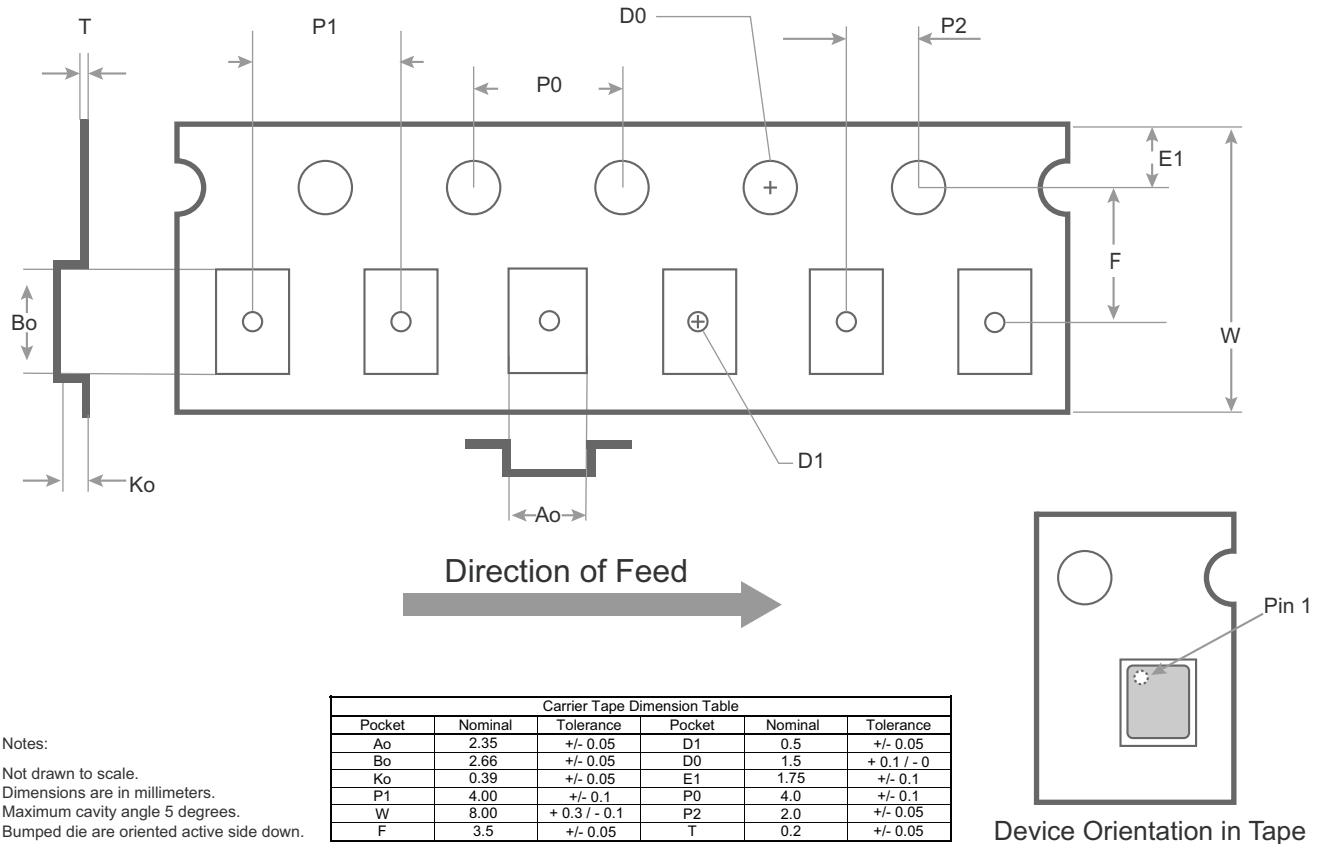 T
P1
D0
P2
P0
E1
F
Bo
W
D1
Ko
Ao
Direction of Feed
Pin 1
Carrier Tape Dimension Table
Pocket Nominal Tolerance Pocket Nominal Tolerance
Ao 2.35 +/- 0.05 D1 0.5 +/- 0.05
Bo 2.66 +/- 0.05 D0 1.5 + 0.1 / - 0
Ko 0.39 +/- 0.05 E1 1.75 +/- 0.1
P1 4.00 +/- 0.1 P0 4.0 +/- 0.1
W 8.00 + 0.3 / - 0.1 P2 2.0 +/- 0.05
F 3.5 +/- 0.05 T 0.2 +/- 0.05
Notes:
Not drawn to scale.
Dimensions are in millimeters.
Maximum cavity angle 5 degrees.
Bumped die are oriented active side down.
Device Orientation in Tape